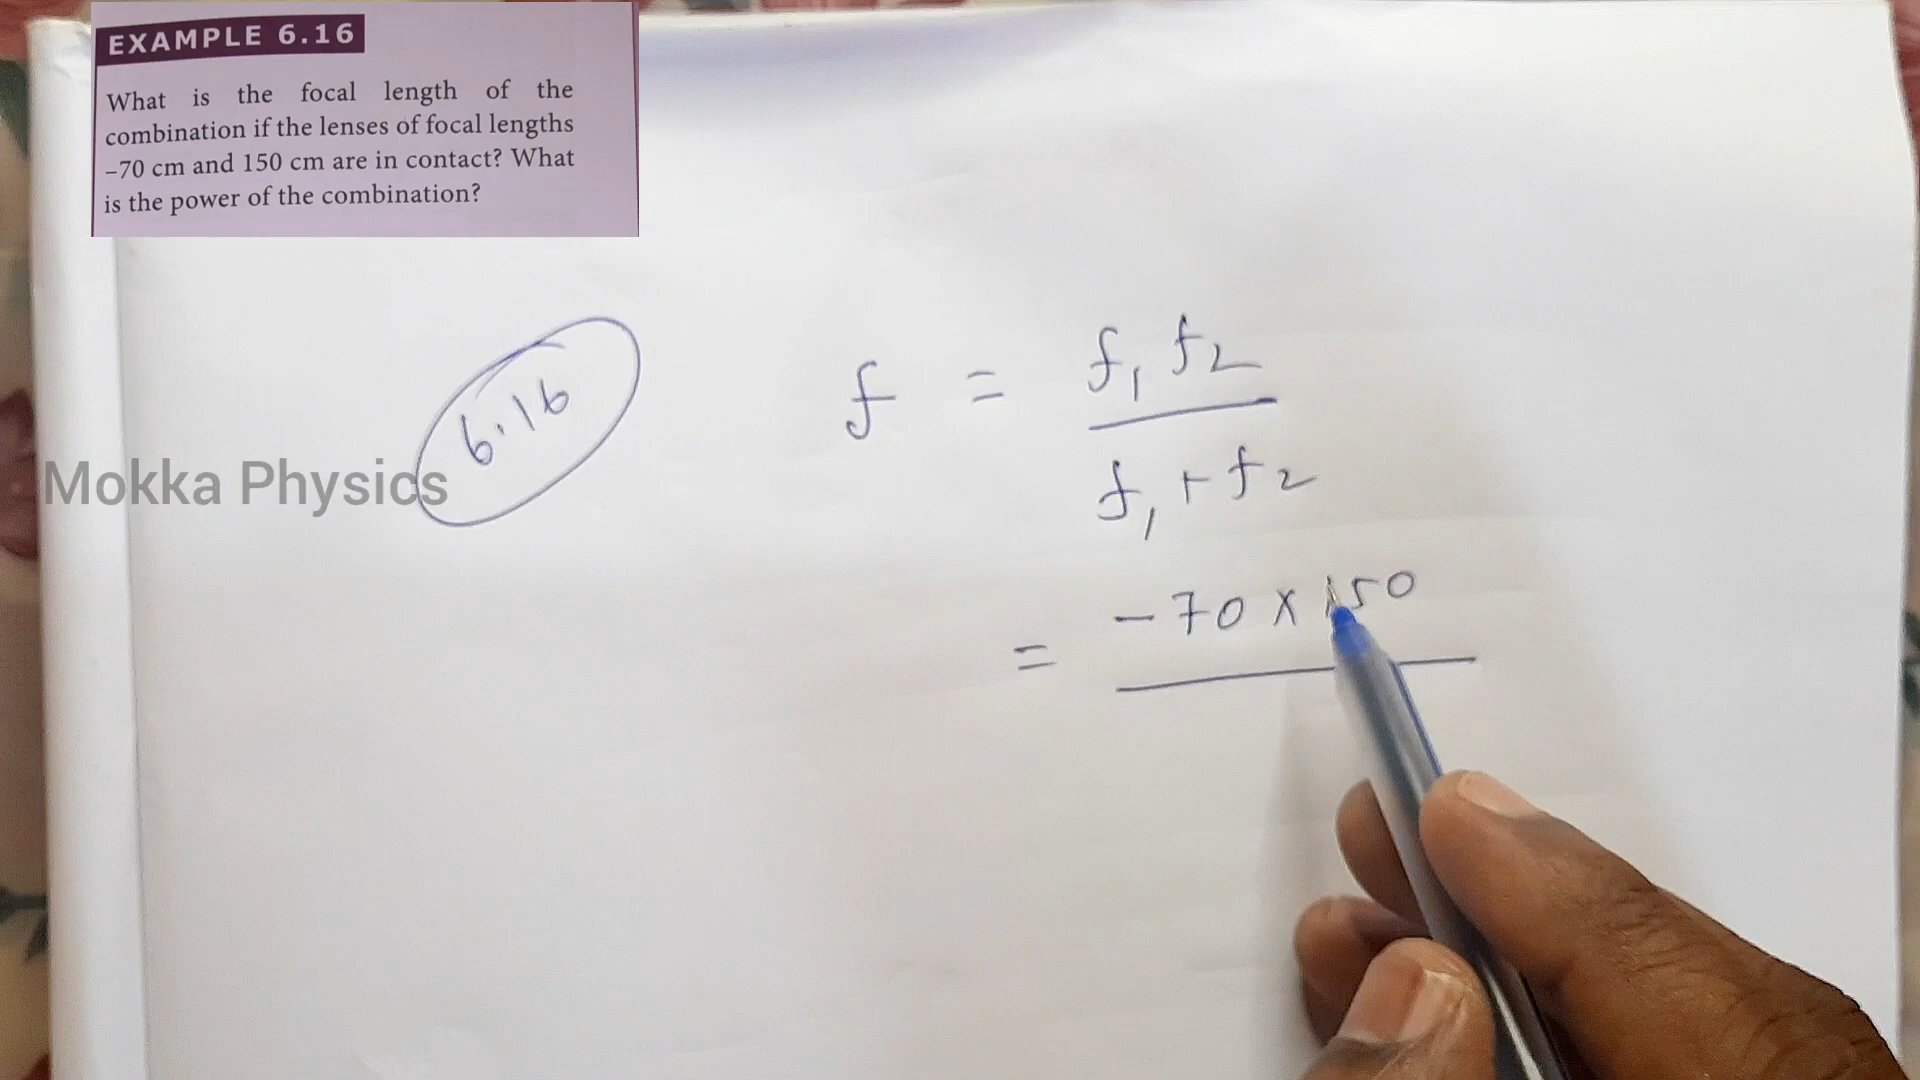 EXAMPLE 6.16
What is the focal length of the
combination if the lenses of focal lengths
–70 cm and 150 cm are in contact? What
is the power of the combination?
6.16
Mokka Physics
f = f₁ f₂
f₁ + f₂
= -70 × 150